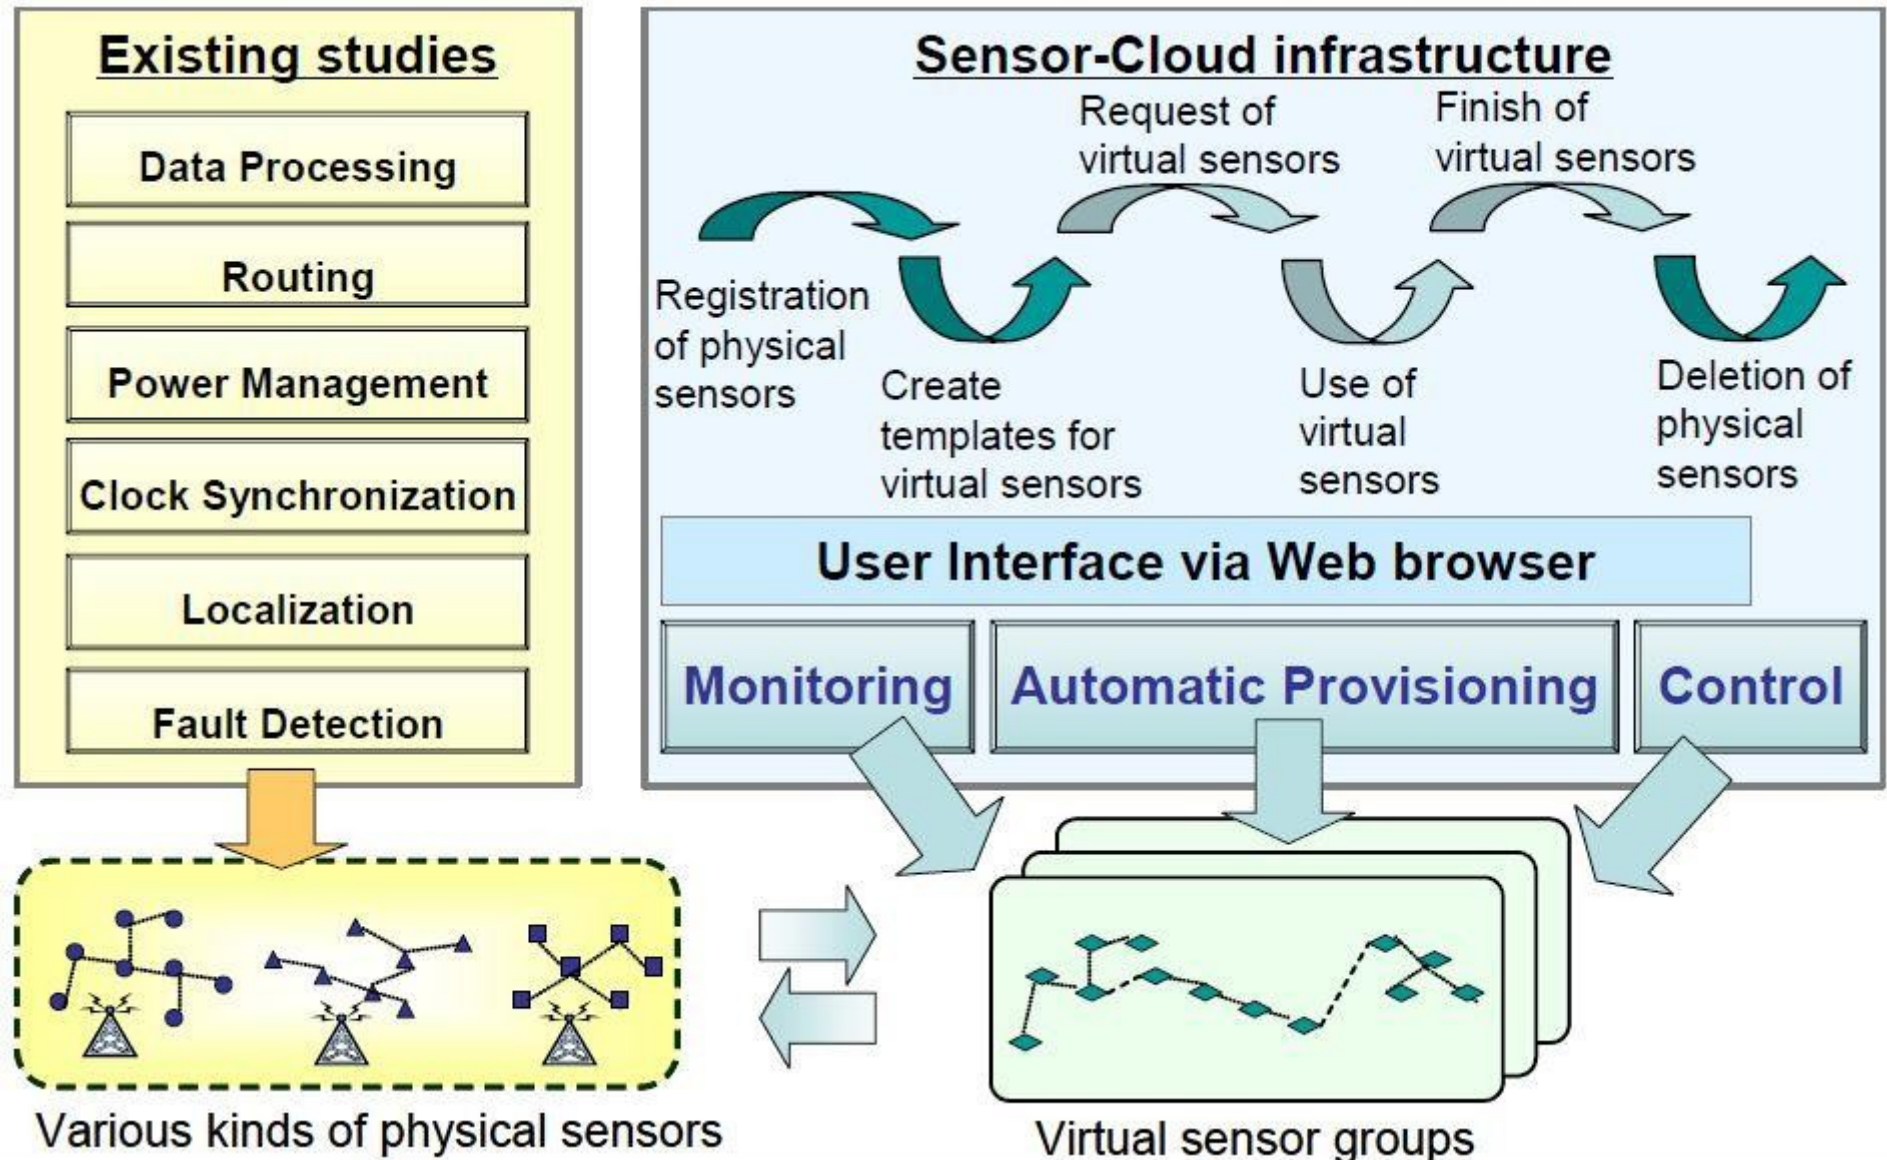 Existing studies
Data Processing
Routing
Power Management
Clock Synchronization
Localization
Fault Detection
Various kinds of physical sensors
Sensor-Cloud infrastructure
Registration
of physical
sensors
Create
templates for
virtual sensors
Request of
virtual sensors
Use of
virtual
sensors
Finish of
virtual sensors
Deletion of
physical
sensors
User Interface via Web browser
Monitoring
Automatic Provisioning
Control
Virtual sensor groups